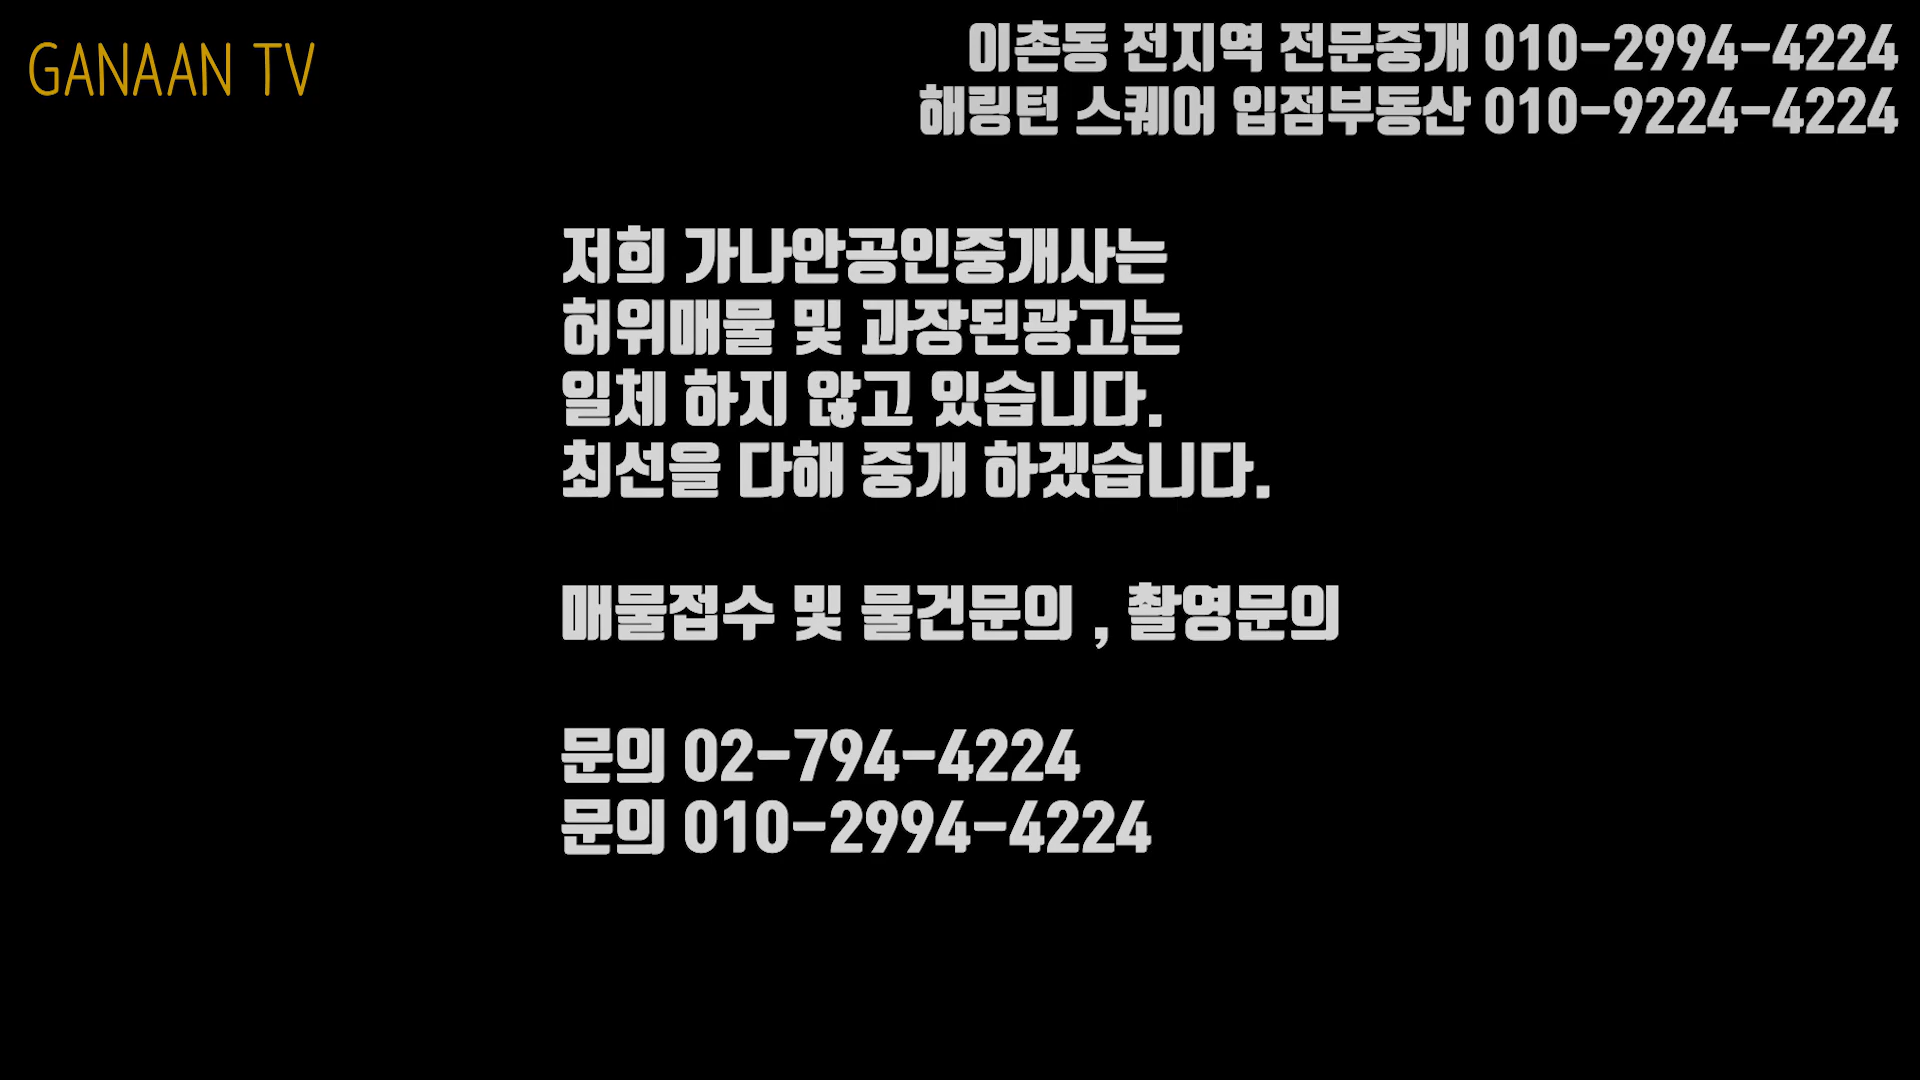 GANAAN TV
이촌동 전지역 전문중개 010-2994-4224
해링턴 스퀘어 입점부동산 010-9224-4224
저희 가나안공인중개사는
허위매물 및 과장된광고는
일체 하지 않고 있습니다.
최선을 다해 중개 하겠습니다.
매물접수 및 물건문의 , 촬영문의
문의 02-794-4224
문의 010-2994-4224